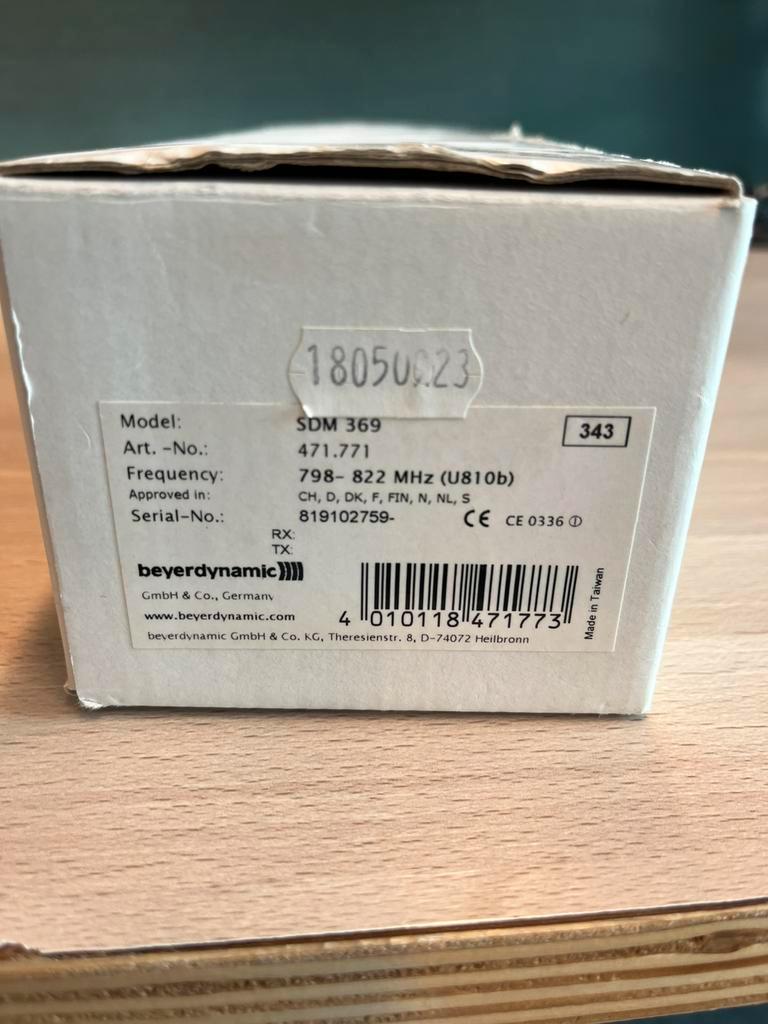 Model: SDM 369
343
Art. -No.: 471.771
Frequency: 798- 822 MHz (U810b)
Approved in: CH, D, DK, F, FIN, N, NL, S
Serial-No.: 819102759- CE CE 0336
RX:
TX:
beyerdynamic
GmbH & Co., Germany
www.beyerdynamic.com
4 010118 471773
beyerdynamic GmbH & Co. KG, Theresienstr. 8, D-74072 Heilbronn
Made in Taiwan